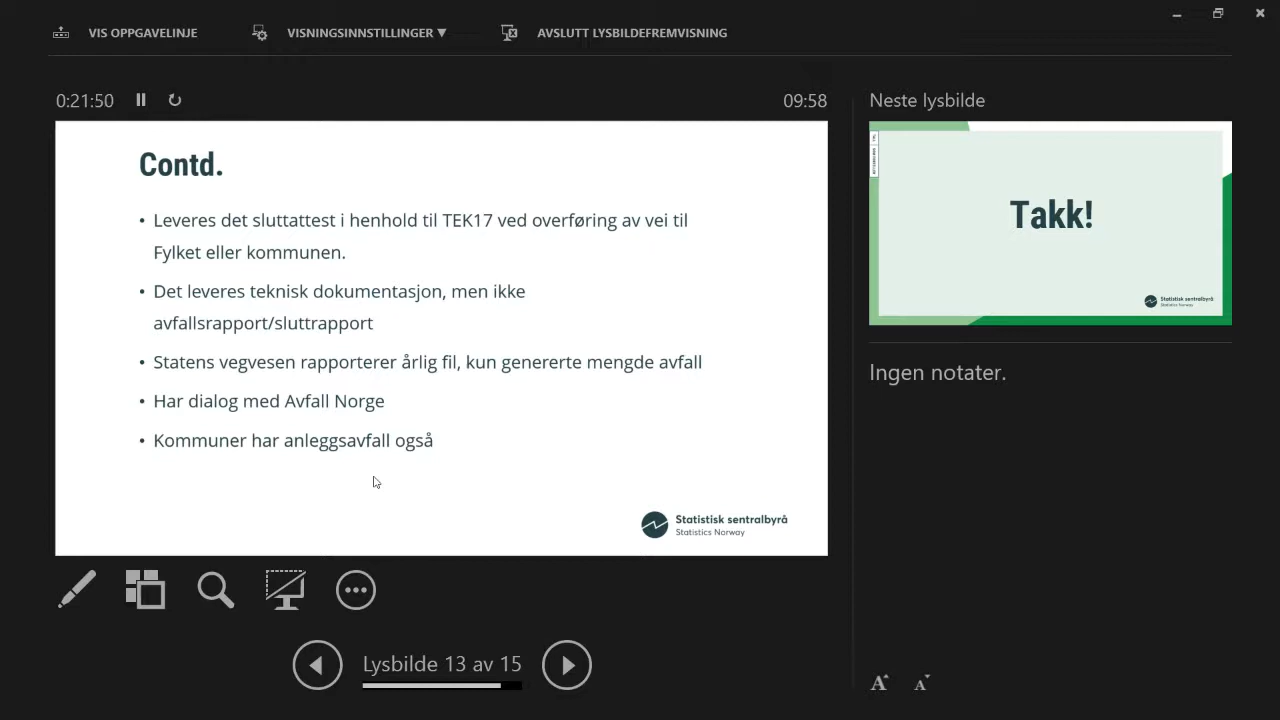 VIS OPPGAVELINJE
VISNINGSINNSTILLINGER ▼
AVSLUTT LYSBILDEFREMVISNING
0:21:50
09:58
Neste lysbilde
Contd.
• Leveres det sluttattest i henhold til TEK17 ved overføring av vei til
Fylket eller kommunen.
• Det leveres teknisk dokumentasjon, men ikke
avfallsrapport/sluttrapport
• Statens vegvesen rapporterer årlig fil, kun genererte mengde avfall
• Har dialog med Avfall Norge
• Kommuner har anleggsavfall også
Statistisk sentralbyrå
Statistics Norway
Takk!
Statistisk sentralbyrå
Statistics Norway
Ingen notater.
Lysbilde 13 av 15
A A